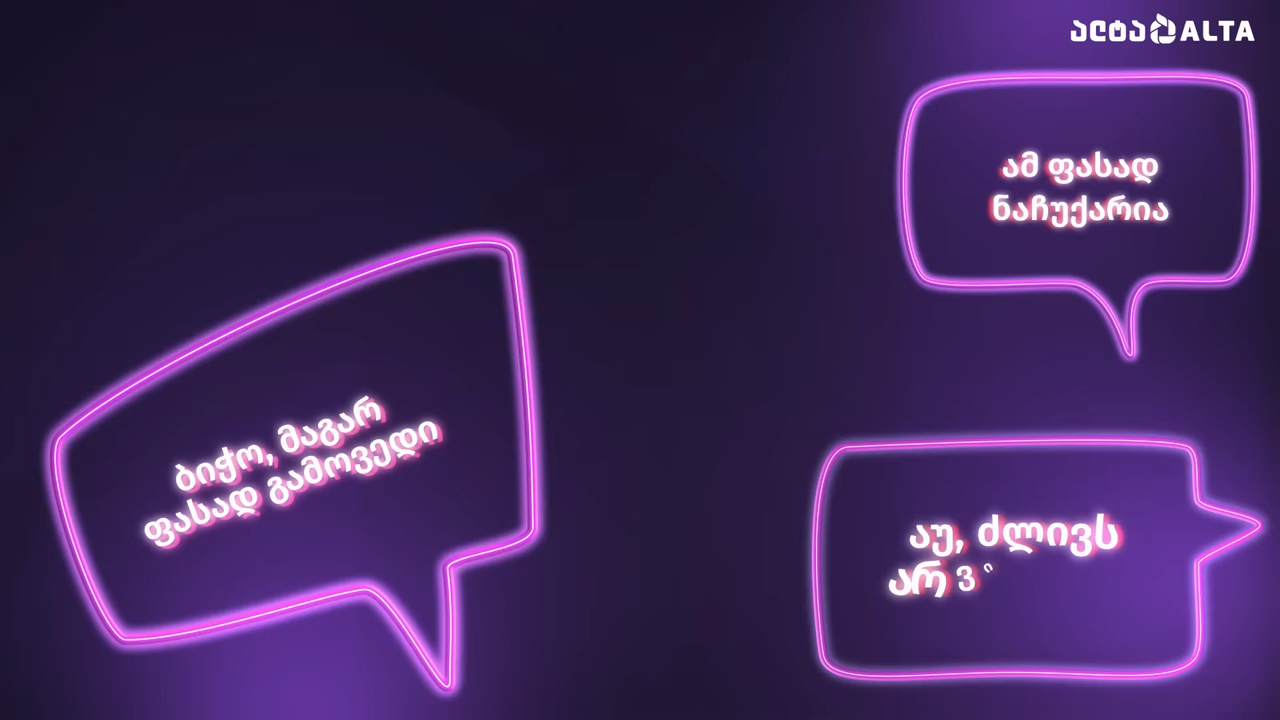 ალტა ALTA
ამ ფასად
ნაჩუქარია
ბიჭო, მაგარ
ფასად გამოვედი
აუ, ძლივს
არ ვ